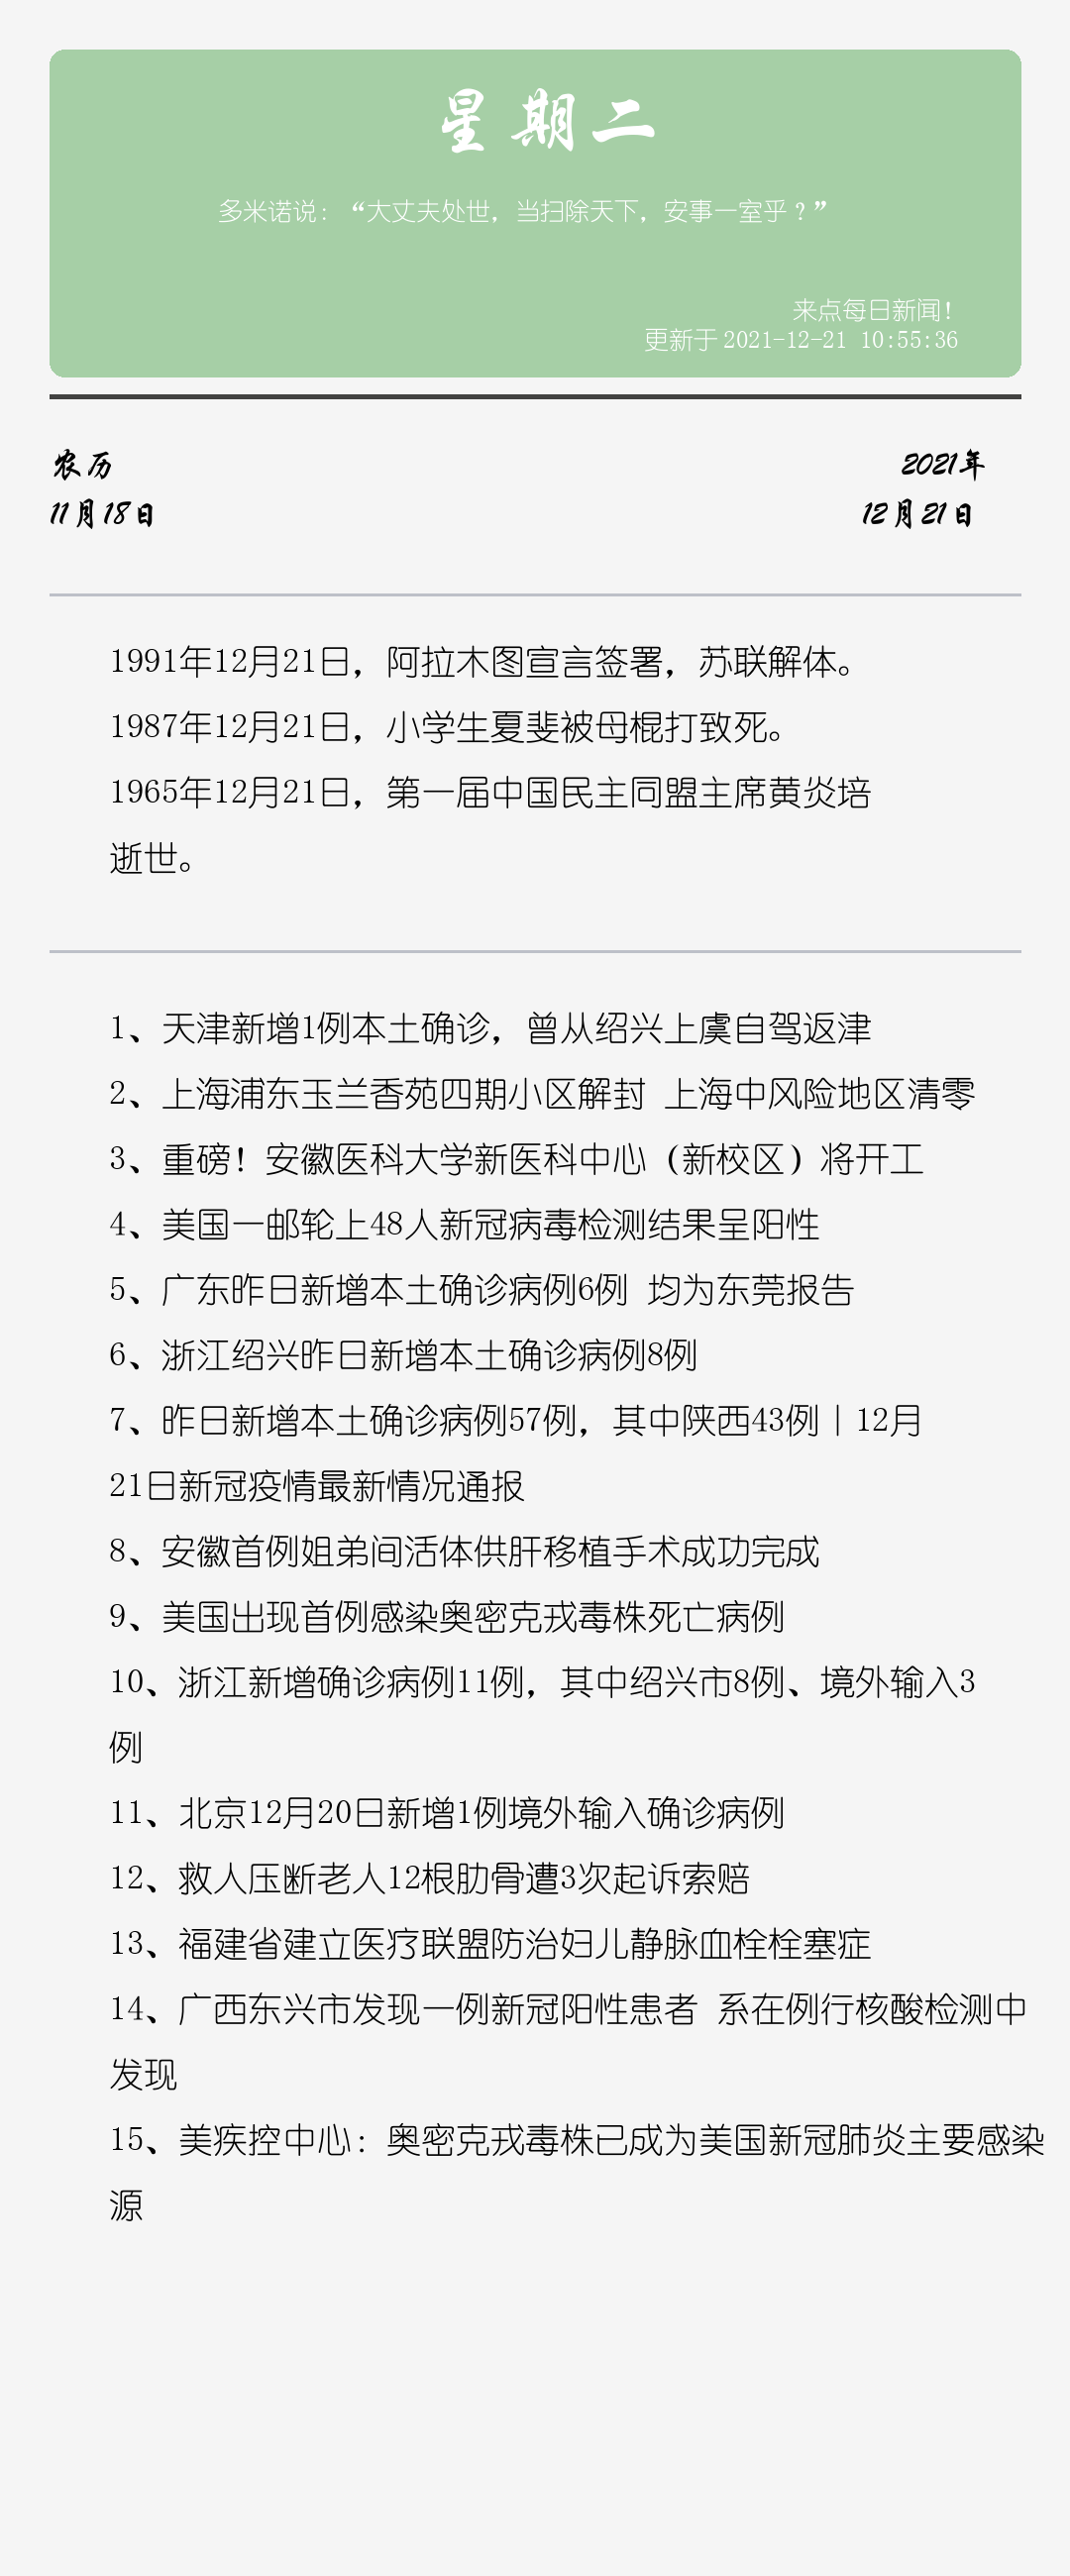 星期二
多米诺说：“大丈夫处世，当扫除天下，安事一室乎？”
来点每日新闻！
更新于2021-12-21 10:55:36
农历
2021年
11月18日
12月21日
1991年12月21日，阿拉木图宣言签署，苏联解体。
1987年12月21日，小学生夏斐被母棍打致死。
1965年12月21日，第一届中国民主同盟主席黄炎培
逝世。
1、天津新增1例本土确诊，曾从绍兴上虞自驾返津
2、上海浦东玉兰香苑四期小区解封 上海中风险地区清零
3、重磅！安徽医科大学新医科中心（新校区）将开工
4、美国一邮轮上48人新冠病毒检测结果呈阳性
5、广东昨日新增本土确诊病例6例 均为东莞报告
6、浙江绍兴昨日新增本土确诊病例8例
7、昨日新增本土确诊病例57例，其中陕西43例丨12月
21日新冠疫情最新情况通报
8、安徽首例姐弟间活体供肝移植手术成功完成
9、美国出现首例感染奥密克戎毒株死亡病例
10、浙江新增确诊病例11例，其中绍兴市8例、境外输入3
例
11、北京12月20日新增1例境外输入确诊病例
12、救人压断老人12根肋骨遭3次起诉索赔
13、福建省建立医疗联盟防治妇儿静脉血栓栓塞症
14、广西东兴市发现一例新冠阳性患者 系在例行核酸检测中
发现
15、美疾控中心：奥密克戎毒株已成为美国新冠肺炎主要感染
源